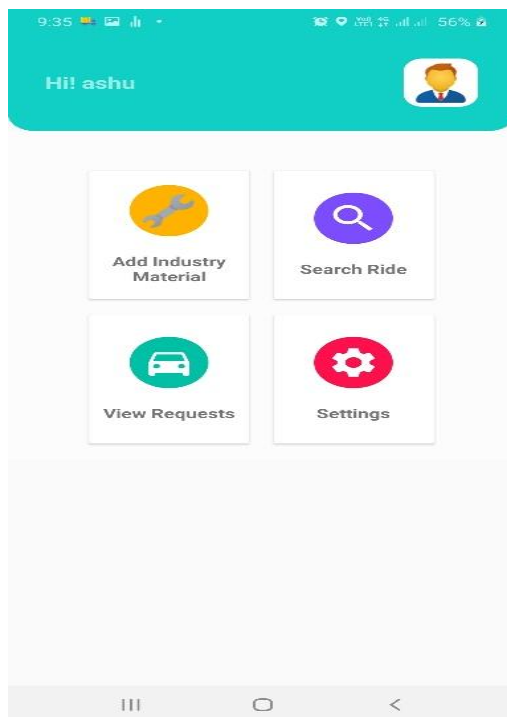 9:35
56%
Hi! ashu
Add Industry
Material
Search Ride
View Requests
Settings